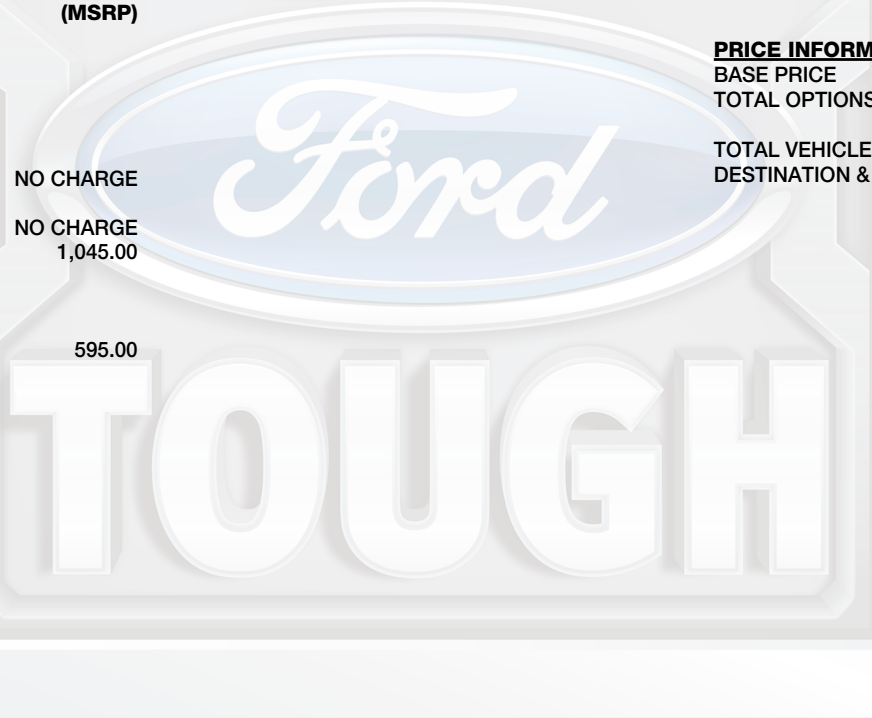 (MSRP)
PRICE INFORM
BASE PRICE
TOTAL OPTIONS
TOTAL VEHICLE
DESTINATION &
NO CHARGE
NO CHARGE
1,045.00
595.00
Ford
TOUGH